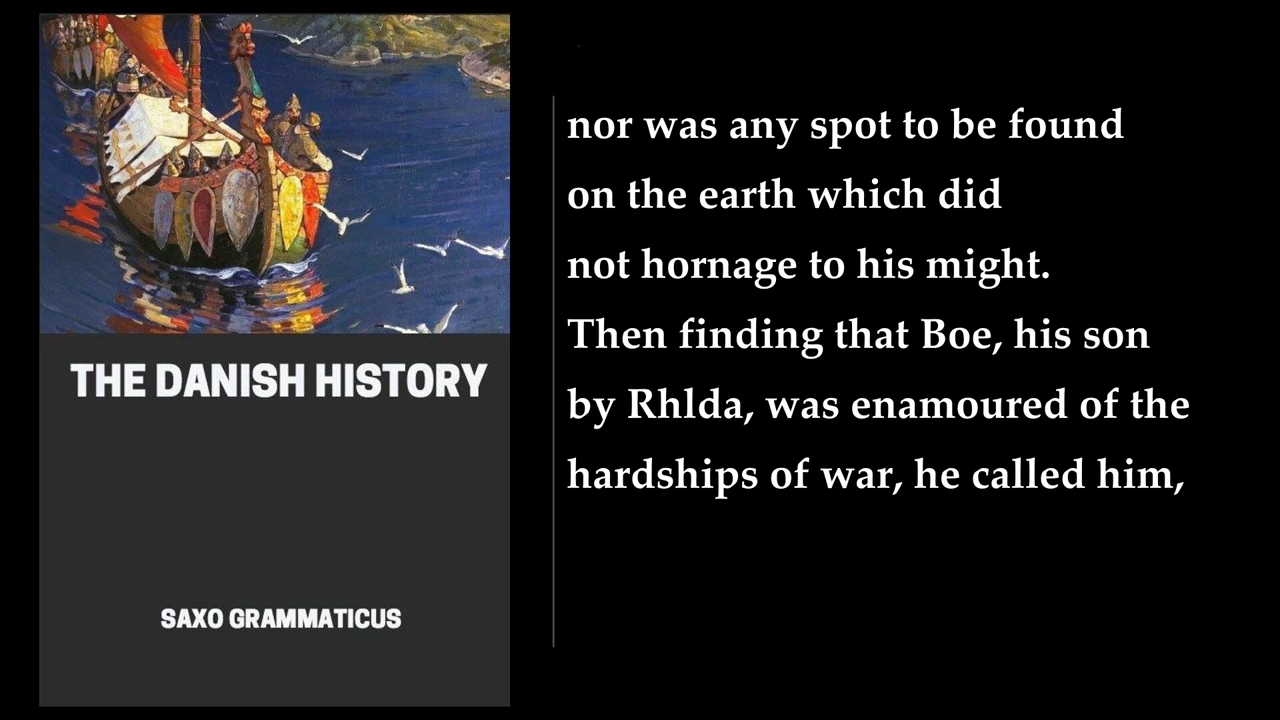 THE DANISH HISTORY
SAXO GRAMMATICUS
nor was any spot to be found
on the earth which did
not hornage to his might.
Then finding that Boe, his son
by Rhlda, was enamoured of the
hardships of war, he called him,